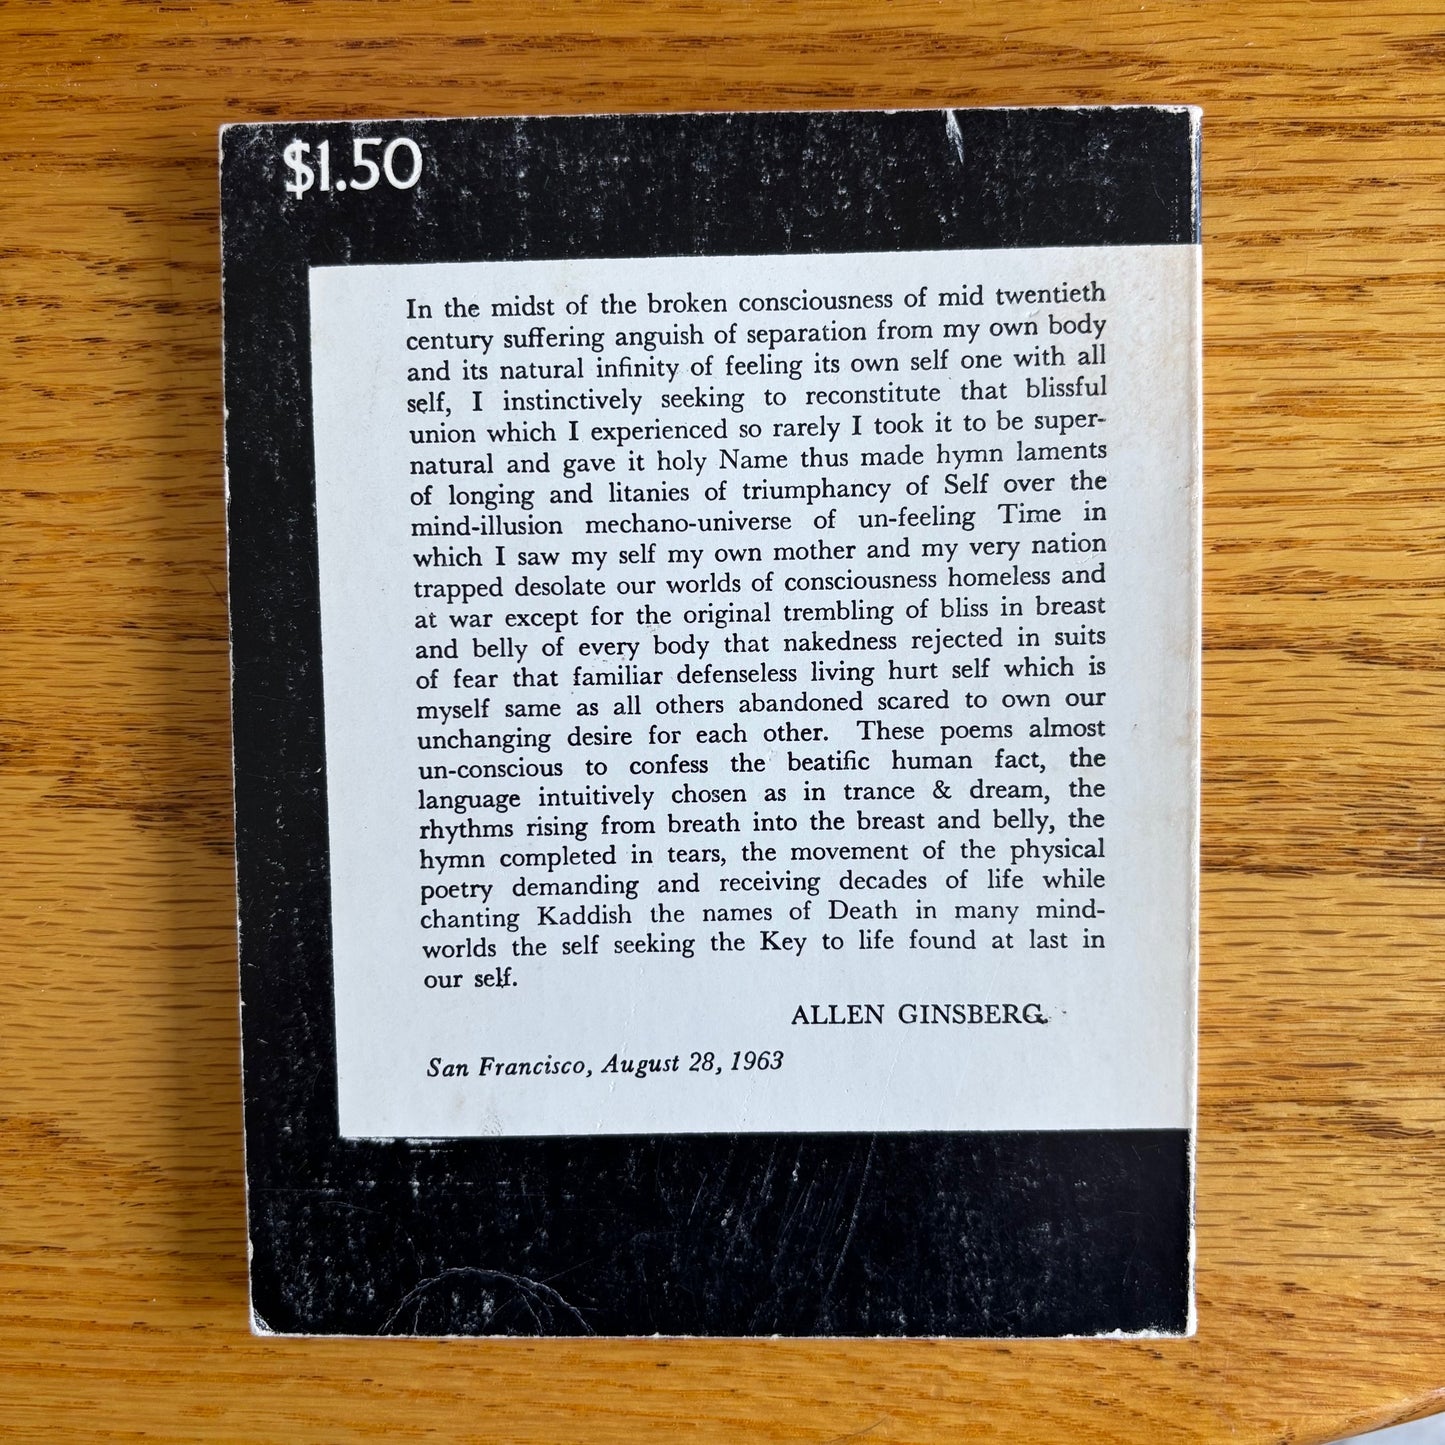 $1.50
In the midst of the broken consciousness of mid twentieth
century suffering anguish of separation from my own body
and its natural infinity of feeling its own self one with all
self, I instinctively seeking to reconstitute that blissful
union which I experienced so rarely I took it to be super-
natural and gave it holy Name thus made hymn laments
of longing and litanies of triumphancy of Self over the
mind-illusion mechano-universe of un-feeling Time in
which I saw my self my own mother and my very nation
trapped desolate our worlds of consciousness homeless and
at war except for the original trembling of bliss in breast
and belly of every body that nakedness rejected in suits
of fear that familiar defenseless living hurt self which is
myself same as all others abandoned scared to own our
unchanging desire for each other. These poems almost
un-conscious to confess the beatific human fact, the
language intuitively chosen as in trance & dream, the
rhythms rising from breath into the breast and belly, the
hymn completed in tears, the movement of the physical
poetry demanding and receiving decades of life while
chanting Kaddish the names of Death in many mind-
worlds the self seeking the Key to life found at last in
our self.
ALLEN GINSBERG.
San Francisco, August 28, 1963